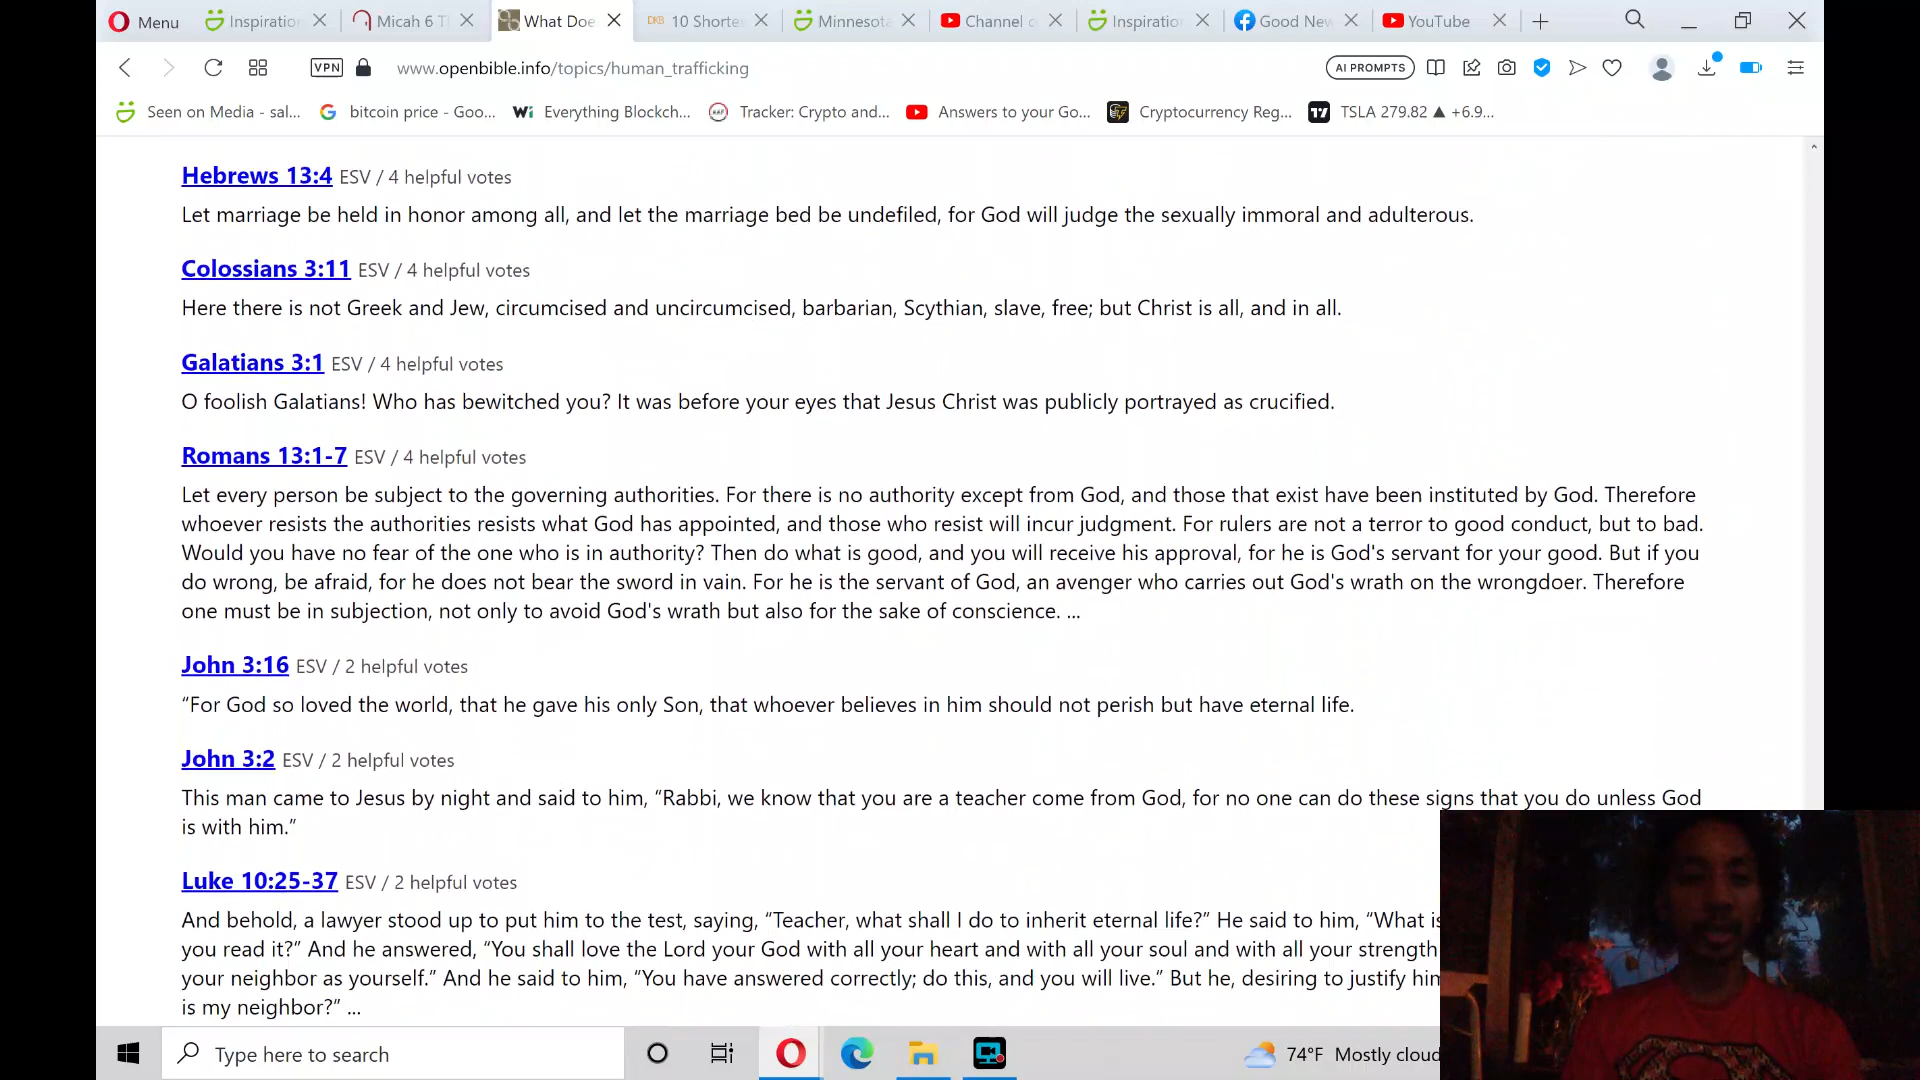 Menu Inspiratio Micah 6 T What Doe 10 Shortes Minnesota Channel c Inspiratio Good New YouTube
VPN www.openbible.info/topics/human_trafficking AI PROMPTS
Seen on Media - sal... bitcoin price - Goo... Everything Blockch... Tracker: Crypto and... Answers to your Go... Cryptocurrency Reg... TSLA 279.82 ▲ +6.9...
Hebrews 13:4 ESV / 4 helpful votes
Let marriage be held in honor among all, and let the marriage bed be undefiled, for God will judge the sexually immoral and adulterous.
Colossians 3:11 ESV / 4 helpful votes
Here there is not Greek and Jew, circumcised and uncircumcised, barbarian, Scythian, slave, free; but Christ is all, and in all.
Galatians 3:1 ESV / 4 helpful votes
O foolish Galatians! Who has bewitched you? It was before your eyes that Jesus Christ was publicly portrayed as crucified.
Romans 13:1-7 ESV / 4 helpful votes
Let every person be subject to the governing authorities. For there is no authority except from God, and those that exist have been instituted by God. Therefore
whoever resists the authorities resists what God has appointed, and those who resist will incur judgment. For rulers are not a terror to good conduct, but to bad.
Would you have no fear of the one who is in authority? Then do what is good, and you will receive his approval, for he is God's servant for your good. But if you
do wrong, be afraid, for he does not bear the sword in vain. For he is the servant of God, an avenger who carries out God's wrath on the wrongdoer. Therefore
one must be in subjection, not only to avoid God's wrath but also for the sake of conscience. ...
John 3:16 ESV / 2 helpful votes
“For God so loved the world, that he gave his only Son, that whoever believes in him should not perish but have eternal life.
John 3:2 ESV / 2 helpful votes
This man came to Jesus by night and said to him, “Rabbi, we know that you are a teacher come from God, for no one can do these signs that you do unless God
is with him.”
Luke 10:25-37 ESV / 2 helpful votes
And behold, a lawyer stood up to put him to the test, saying, “Teacher, what shall I do to inherit eternal life?” He said to him, “What is
you read it?” And he answered, “You shall love the Lord your God with all your heart and with all your soul and with all your strength
your neighbor as yourself.” And he said to him, “You have answered correctly; do this, and you will live.” But he, desiring to justify him
is my neighbor?” ...
Type here to search 74°F Mostly cloud